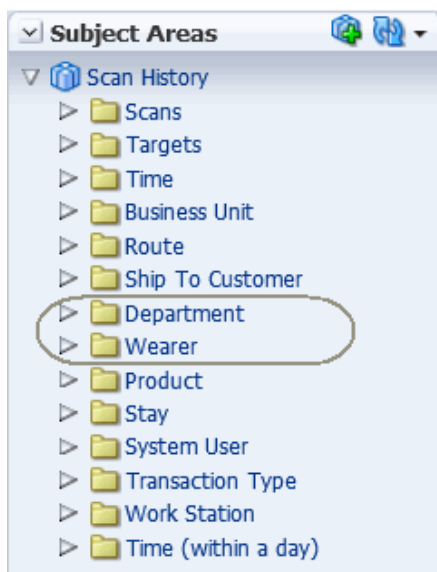 Subject Areas
Scan History
Scans
Targets
Time
Business Unit
Route
Ship To Customer
Department
Wearer
Product
Stay
System User
Transaction Type
Work Station
Time (within a day)